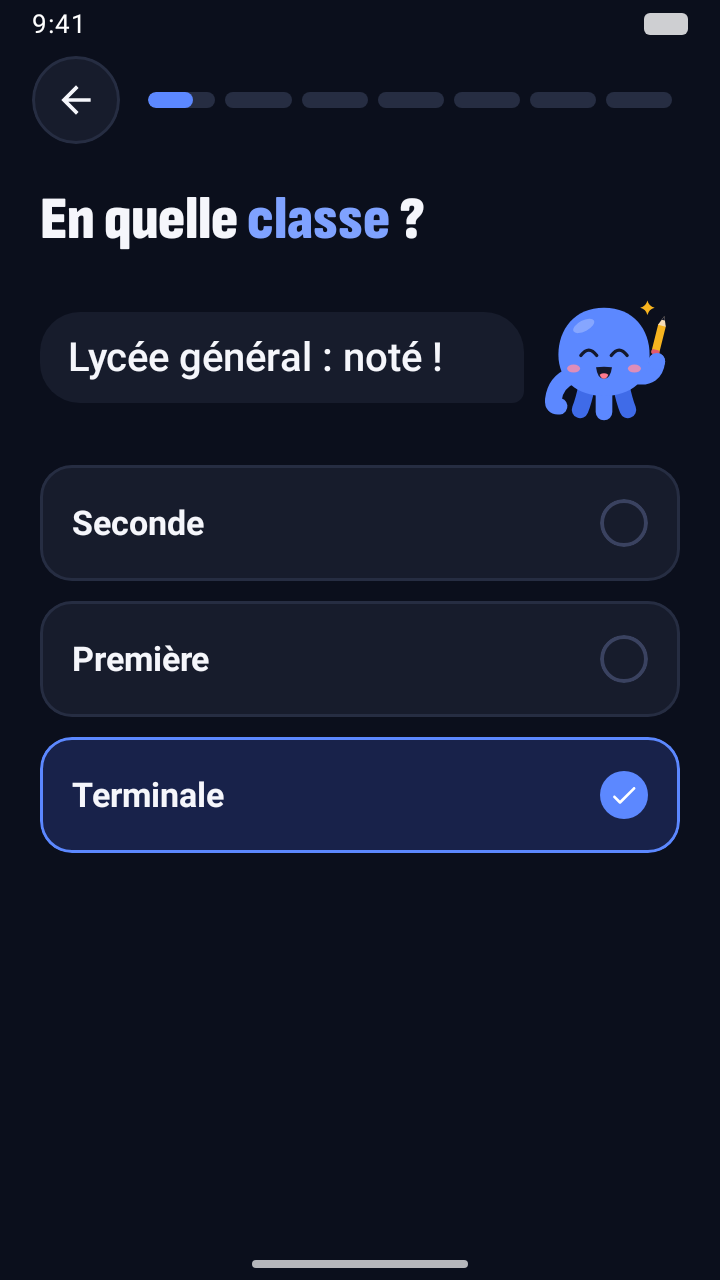 9:41
En quelle classe ?
Lycée général : noté !
Seconde
Première
Terminale